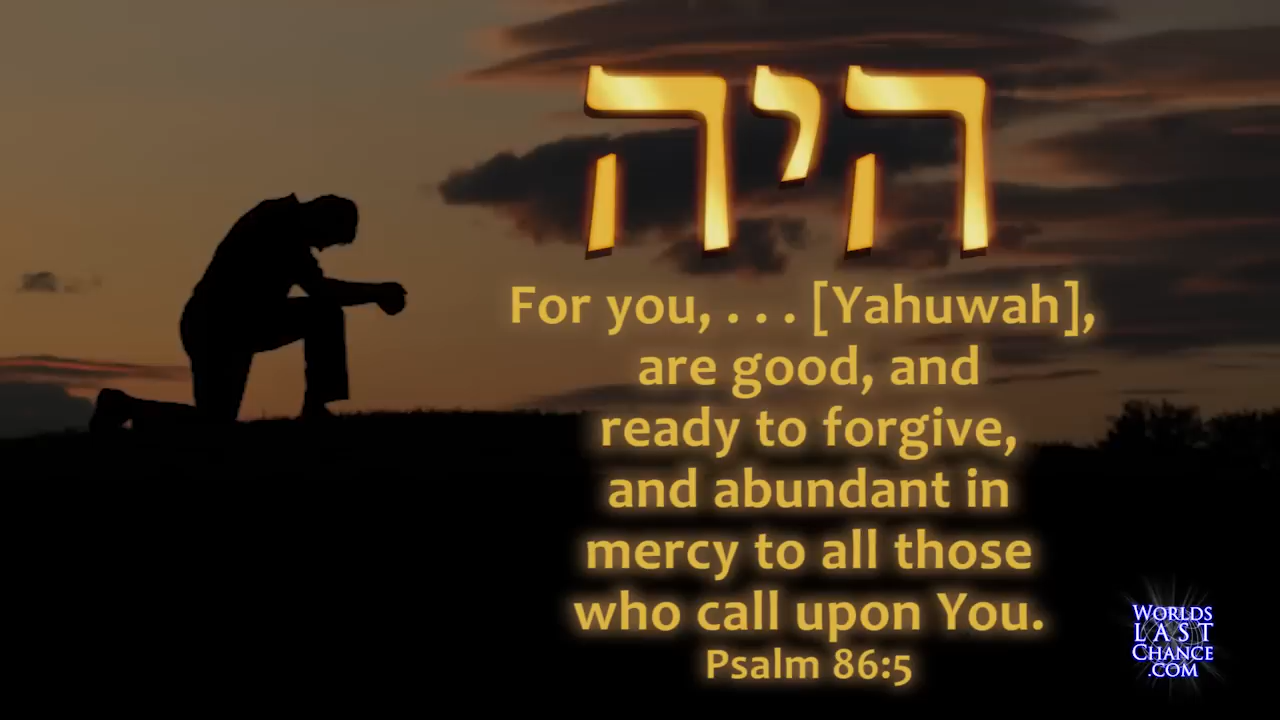 היה
For you, . . . [Yahuwah],
are good, and
ready to forgive,
and abundant in
mercy to all those
who call upon You.
Psalm 86:5
WORLDS
LAST
CHANCE
.COM